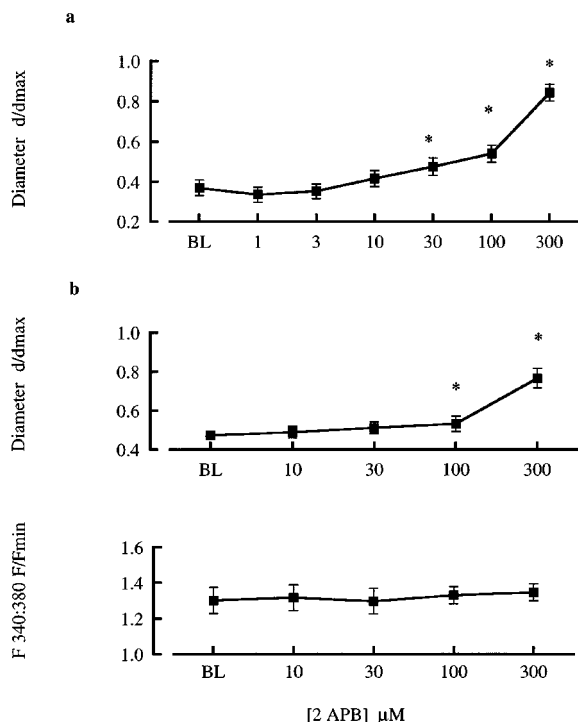 a
Diameter d/dmax
1.0
0.8
0.6
0.4
0.2
*
*
*
BL 1 3 10 30 100 300
b
Diameter d/dmax
1.0
0.8
0.6
0.4
*
*
BL 10 30 100 300
F 340:380 F/Fmin
1.6
1.4
1.2
1.0
BL 10 30 100 300
[2 APB] µM